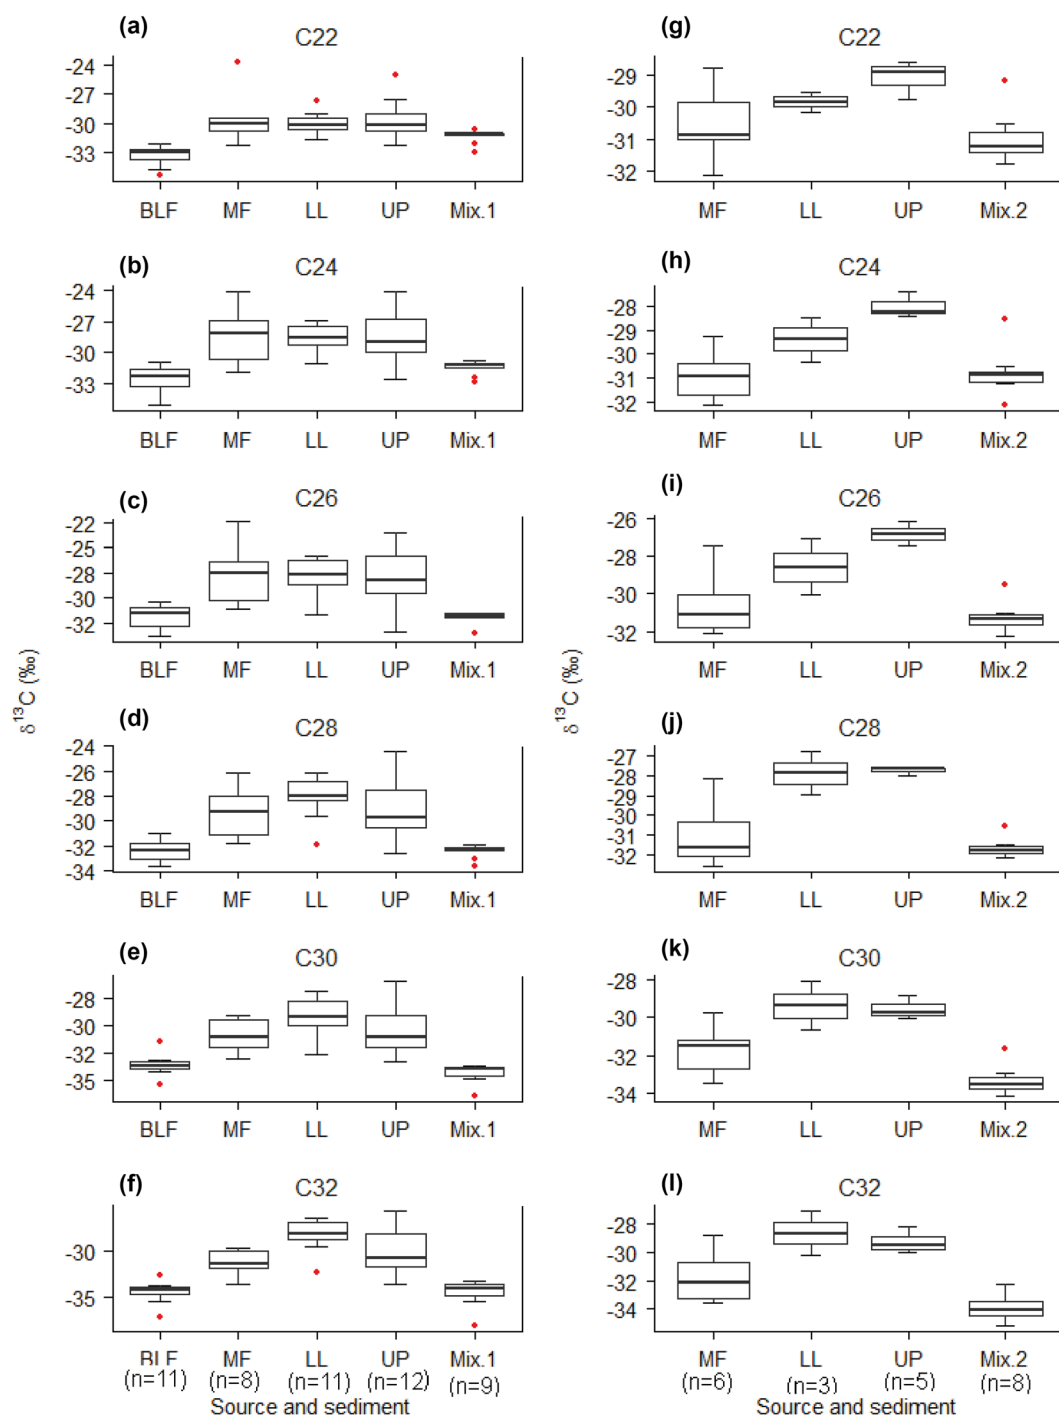 (a)
C22
-24
-27
-30
-33
BLF MF LL UP Mix.1
(g)
C22
-29
-30
-31
-32
MF LL UP Mix.2
(b)
C24
-24
-27
-30
-33
BLF MF LL UP Mix.1
(h)
C24
-28
-29
-30
-31
-32
MF LL UP Mix.2
(c)
C26
-22
-25
-28
-30
-32
BLF MF LL UP Mix.1
(i)
C26
-26
-28
-30
-32
MF LL UP Mix.2
δ13C (‰)
δ13C (‰)
(d)
C28
-24
-26
-28
-30
-32
-34
BLF MF LL UP Mix.1
(j)
C28
-27
-28
-29
-30
-31
-32
MF LL UP Mix.2
(e)
C30
-28
-30
-32
-35
BLF MF LL UP Mix.1
(k)
C30
-28
-30
-32
-34
MF LL UP Mix.2
(f)
C32
-30
-35
BLF MF LL UP Mix.1
(n=11) (n=8) (n=11) (n=12) (n=9)
Source and sediment
(l)
C32
-28
-30
-32
-34
MF LL UP Mix.2
(n=6) (n=3) (n=5) (n=8)
Source and sediment